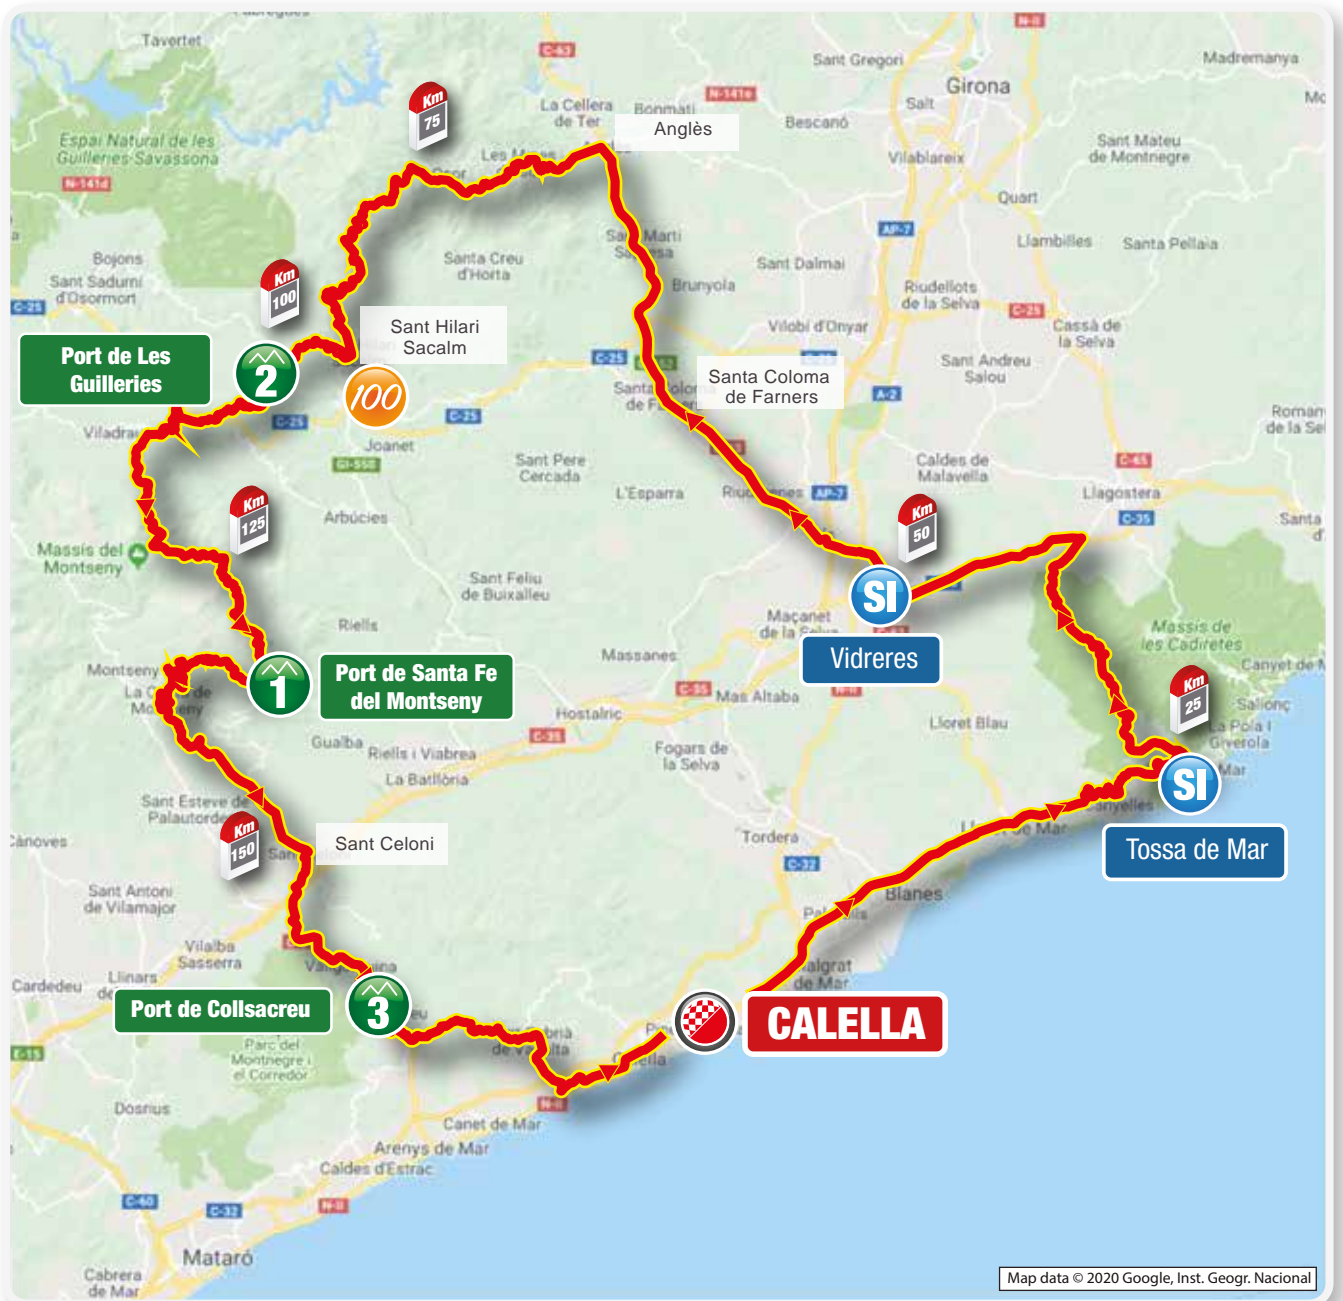 Tavertet
C-63
N-II
Sant Gregori
Madremanya
Girona
Salt
La Cellera
de Ter
Bonmatí
N-141e
Bescanó
Anglès
Km
75
Espai Natural de les
Guilleries-Savassona
N-141d
Sant Mateu
de Montnegre
Vilablareix
Quart
AP-7
Llambilles
Santa Pellaia
Bojons
Sant Sadurní
d'Osormort
C-25
Santa Creu
d'Horta
Sant Dalmai
Brunyola
Riudellots
de la Selva
C-25
Km
100
Vilobí d'Onyar
Cassà de
la Selva
Sant Hilari
Sacalm
Port de Les
Guilleries
2
100
C-25
Sant Andreu
Salou
Santa Coloma
de Farners
A-2
C-25
C-25
Joanet
GI-550
Sant Pere
Cercada
Caldes de
Malavella
C-65
L'Esparra
AP-7
Llagostera
C-35
Km
125
Arbúcies
Km
50
Massís del
Montseny
Sant Feliu
de Buixalleu
SI
Maçanet
Vidreres
Riells
Massanes
Massís de
les Cadiretes
Montseny
1
Port de Santa Fe
del Montseny
C-35
Mas Altaba
N-II
Km
25
Hostalric
C-35
Lloret Blau
Gualba
Riells i Viabrea
La Batllòria
Fogars de
la Selva
SI
Tossa de Mar
Sant Esteve de
Km
150
Sant Celoni
Tordera
C-32
Blanes
Sant Antoni
de Vilamajor
Vilalba
Sasserra
Cardedeu
Llinars
Port de Collsacreu
3
CALELLA
E-15
Parc del
Montnegre i
el Corredor
Dosrius
N-II
Canet de Mar
Arenys de Mar
Caldes d'Estrac
C-60
C-32
N-II
Mataró
Cabrera
de Mar
Map data © 2020 Google, Inst. Geogr. Nacional